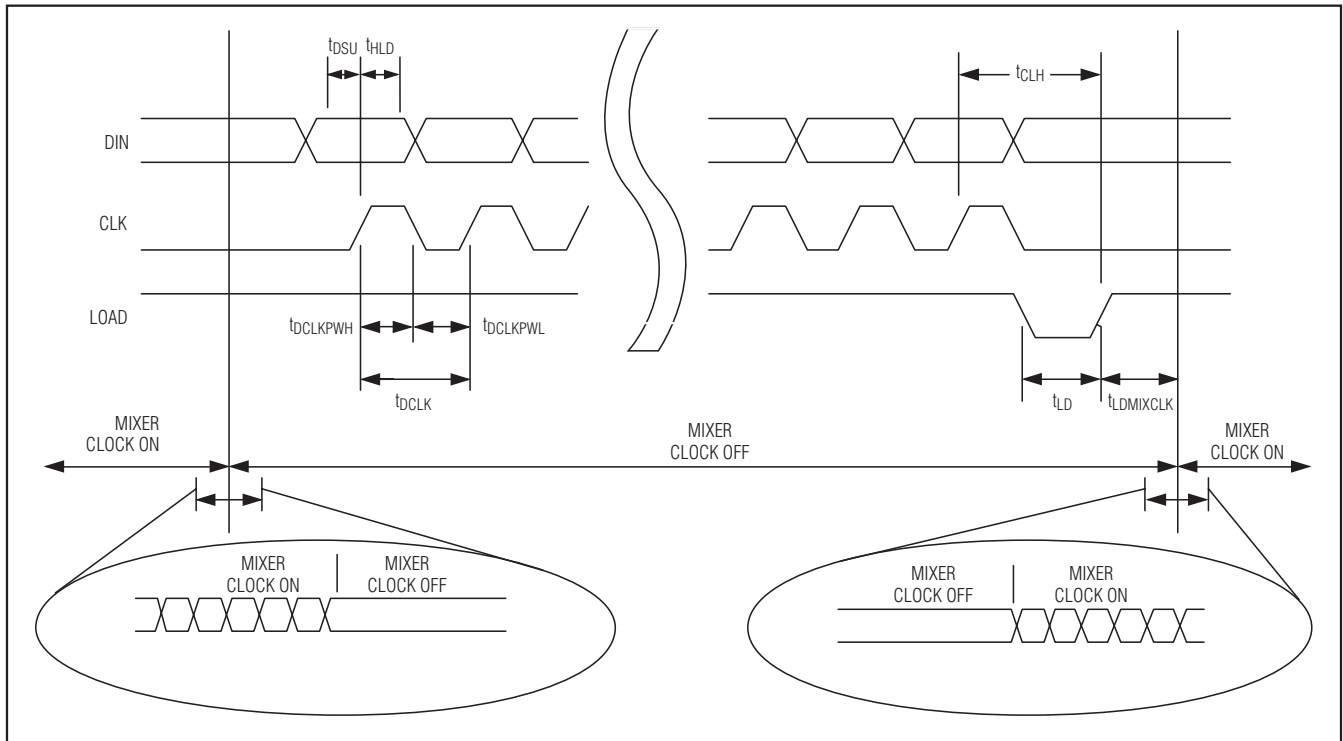 tDSU tHLD
tCLH
DIN
CLK
LOAD
tDCLKPWH tDCLKPWL
tDCLK
tLD tLDMIXCLK
MIXER
CLOCK ON
MIXER
CLOCK OFF
MIXER
CLOCK ON
MIXER
CLOCK ON
MIXER
CLOCK OFF
MIXER
CLOCK OFF
MIXER
CLOCK ON